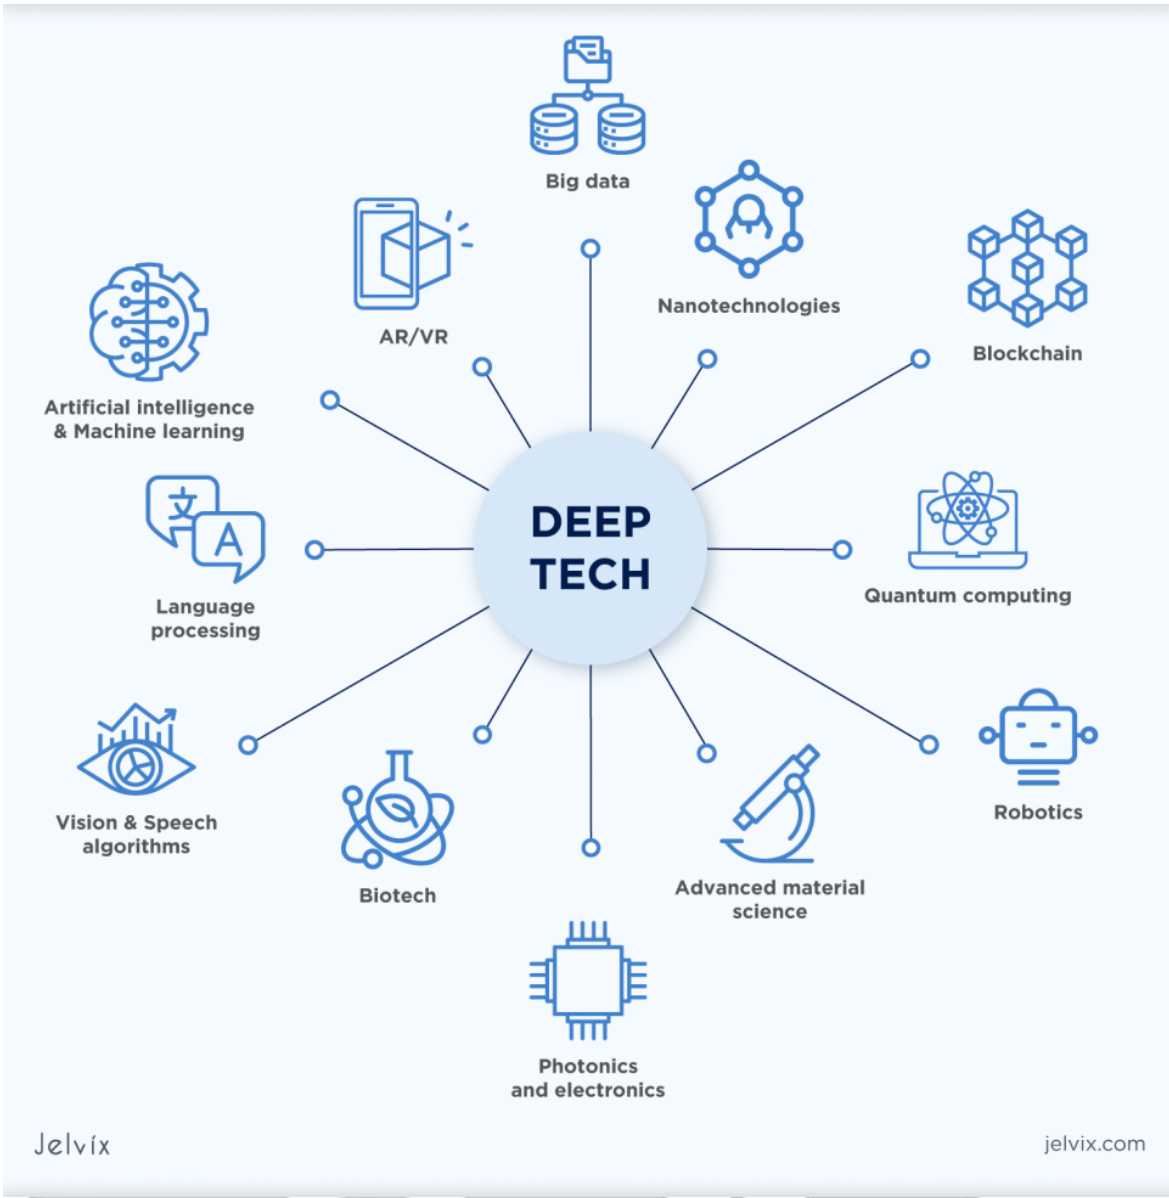 Big data
Nanotechnologies
AR/VR
Blockchain
Artificial intelligence
& Machine learning
DEEP
TECH
文
A
Language
processing
Quantum computing
Vision & Speech
algorithms
Robotics
Biotech
Advanced material
science
Photonics
and electronics
Jelvix
jelvix.com